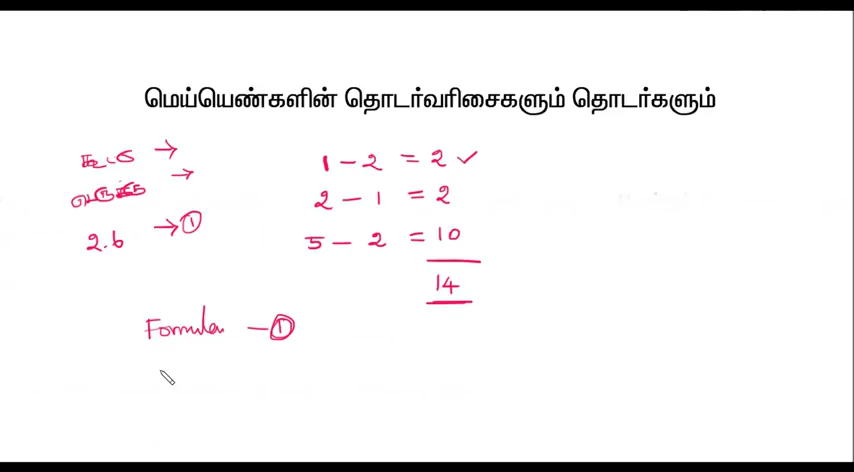 மெய்யெண்களின் தொடர்வரிசைகளும் தொடர்களும்
கூட்டு →
1 - 2 = 2 ✓
→
2 - 1 = 2
2.6 → ①
5 - 2 = 10
14
Formula - ①